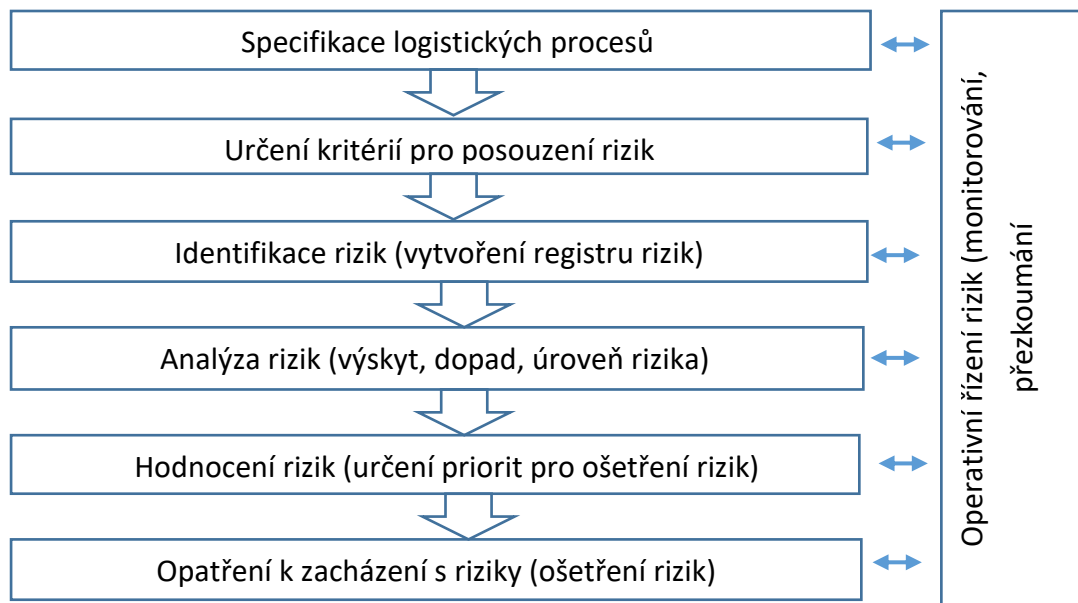 Specifikace logistických procesů
Určení kritérií pro posouzení rizik
Identifikace rizik (vytvoření registru rizik)
Analýza rizik (výskyt, dopad, úroveň rizika)
Hodnocení rizik (určení priorit pro ošetření rizik)
Opatření k zacházení s riziky (ošetření rizik)
Operativní řízení rizik (monitorování,
přezkoumání